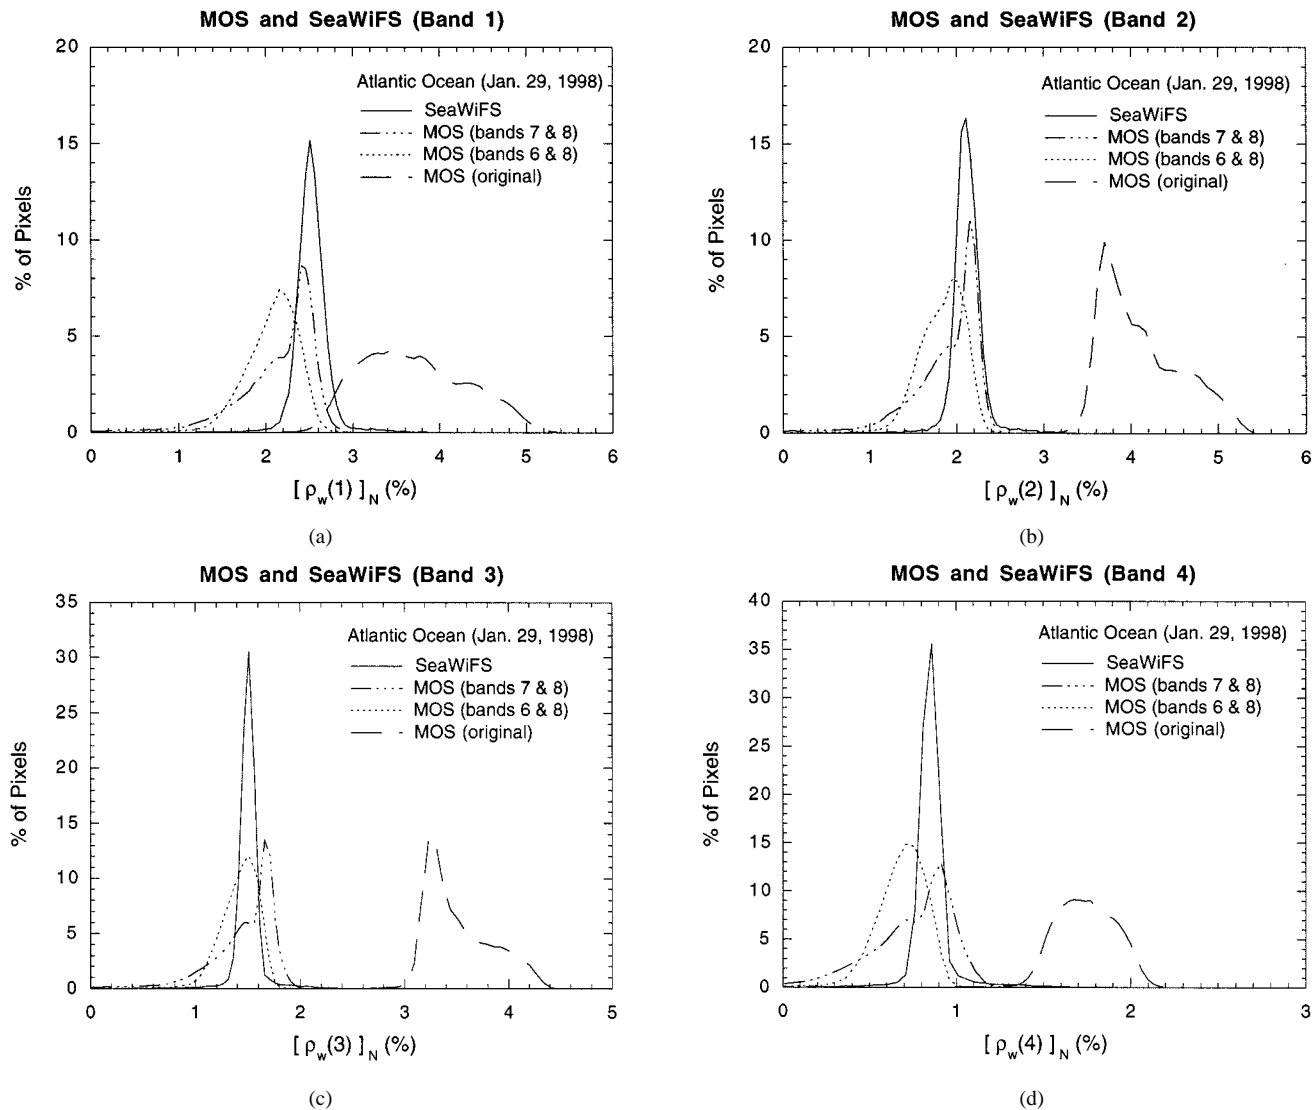 MOS and SeaWiFS (Band 1)
20
15
10
5
0
% of Pixels
Atlantic Ocean (Jan. 29, 1998)
SeaWiFS
MOS (bands 7 & 8)
MOS (bands 6 & 8)
MOS (original)
0 1 2 3 4 5 6
[ ρw(1) ]N (%)
(a)
MOS and SeaWiFS (Band 2)
20
15
10
5
0
% of Pixels
Atlantic Ocean (Jan. 29, 1998)
SeaWiFS
MOS (bands 7 & 8)
MOS (bands 6 & 8)
MOS (original)
0 1 2 3 4 5 6
[ ρw(2) ]N (%)
(b)
MOS and SeaWiFS (Band 3)
35
30
25
20
15
10
5
0
% of Pixels
Atlantic Ocean (Jan. 29, 1998)
SeaWiFS
MOS (bands 7 & 8)
MOS (bands 6 & 8)
MOS (original)
0 1 2 3 4 5
[ ρw(3) ]N (%)
(c)
MOS and SeaWiFS (Band 4)
40
35
30
25
20
15
10
5
0
% of Pixels
Atlantic Ocean (Jan. 29, 1998)
SeaWiFS
MOS (bands 7 & 8)
MOS (bands 6 & 8)
MOS (original)
0 1 2 3
[ ρw(4) ]N (%)
(d)